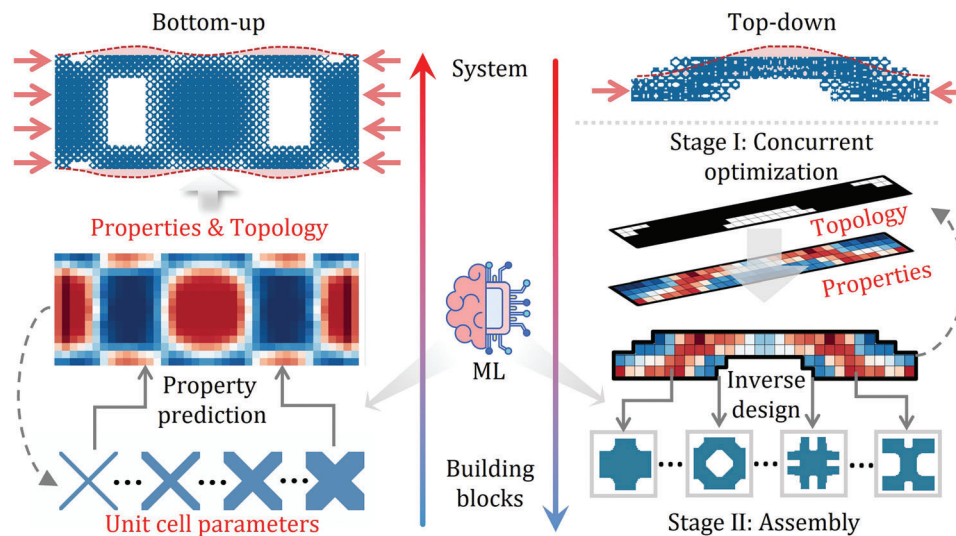 Bottom-up
System
Top-down
Properties & Topology
Property
prediction
Unit cell parameters
ML
Building
blocks
Stage I: Concurrent
optimization
Topology
Properties
Inverse
design
Stage II: Assembly